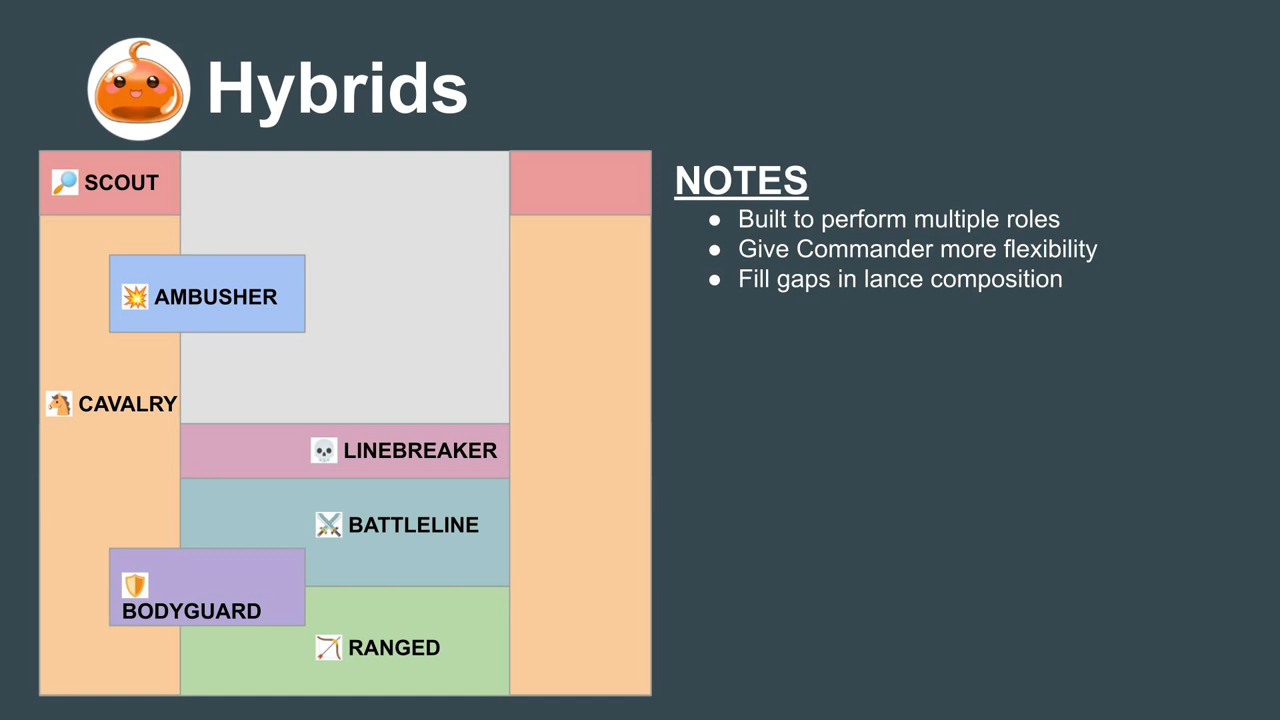 Hybrids
SCOUT
AMBUSHER
CAVALRY
LINEBREAKER
BATTLELINE
BODYGUARD
RANGED
NOTES
● Built to perform multiple roles
● Give Commander more flexibility
● Fill gaps in lance composition